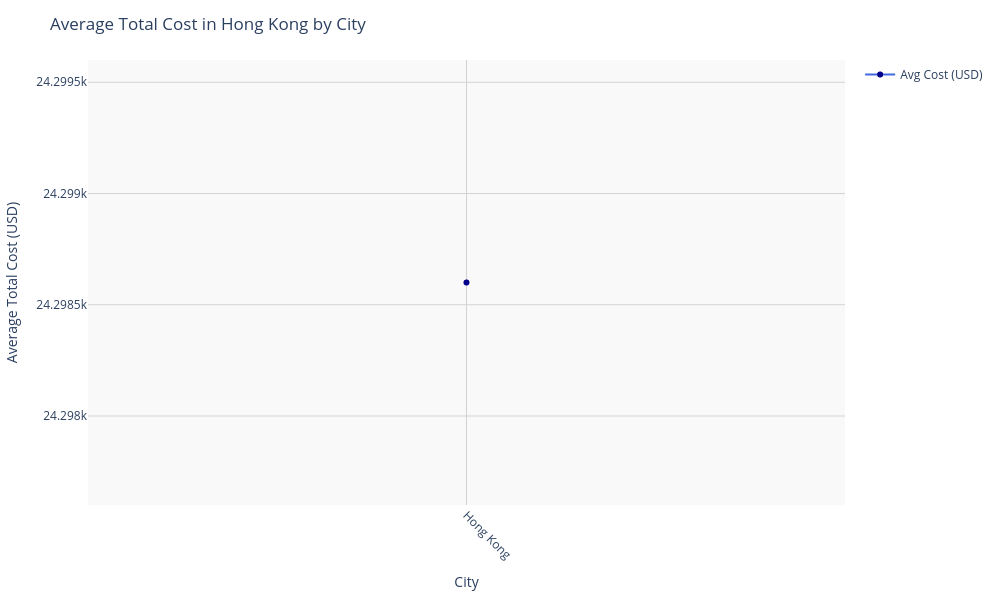 Average Total Cost in Hong Kong by City
24.2995k
24.299k
24.2985k
24.298k
Average Total Cost (USD)
Avg Cost (USD)
Hong Kong
City